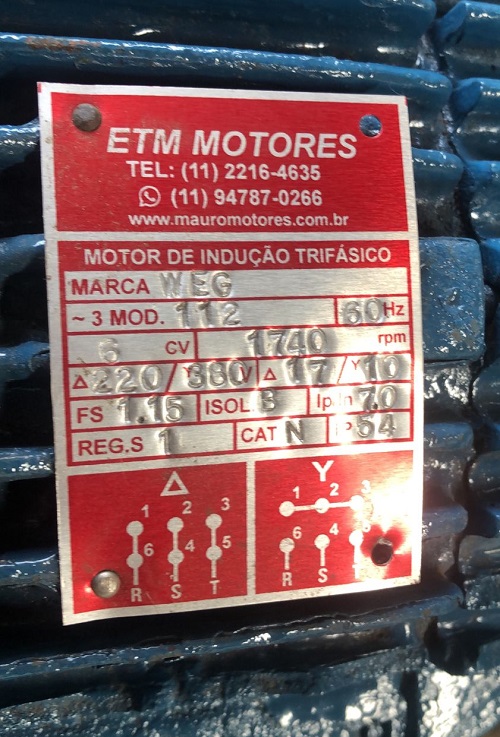 ETM MOTORES
TEL: (11) 2216-4635
(11) 94787-0266
www.mauromotores.com.br
MOTOR DE INDUÇÃO TRIFÁSICO
MARCA WEG
~ 3 MOD. 112 60 Hz
6 CV 1740 rpm
Δ 220 / Y 380 V Δ 17 / Y 10
FS 1.15 ISOL. B Ip/In 7.0
REG.S 1 CAT N IP 54
Δ Y
1 2 3 1 2 3
6 4 5 6 4
R S T R S T